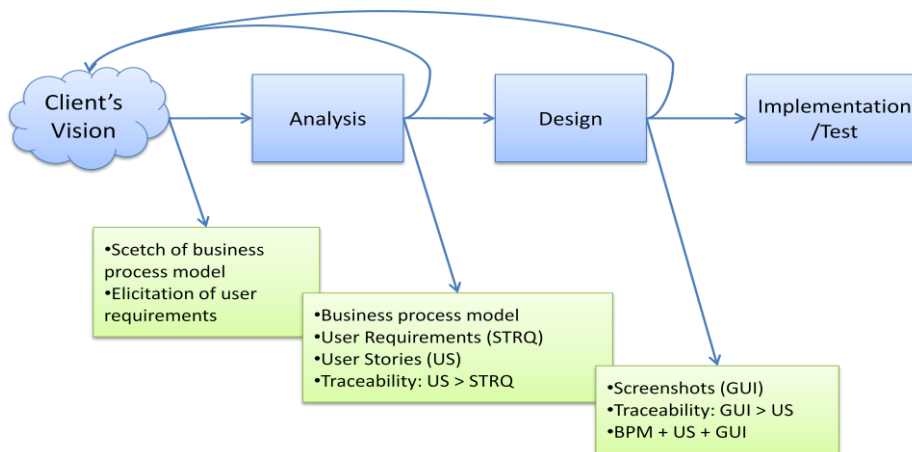 Client's
Vision
Analysis
Design
Implementation
/Test
•Scetch of business
process model
•Elicitation of user
requirements
•Business process model
•User Requirements (STRQ)
•User Stories (US)
•Traceability: US > STRQ
•Screenshots (GUI)
•Traceability: GUI > US
•BPM + US + GUI